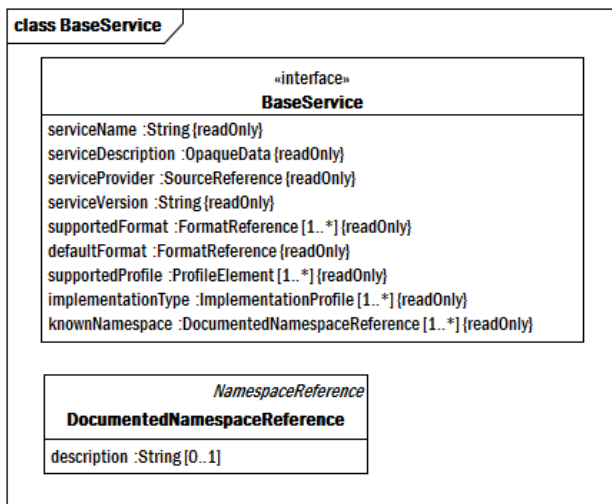 class BaseService
«interface»
BaseService
serviceName :String {readOnly}
serviceDescription :OpaqueData {readOnly}
serviceProvider :SourceReference {readOnly}
serviceVersion :String {readOnly}
supportedFormat :FormatReference [1..*] {readOnly}
defaultFormat :FormatReference {readOnly}
supportedProfile :ProfileElement [1..*] {readOnly}
implementationType :ImplementationProfile [1..*] {readOnly}
knownNamespace :DocumentedNamespaceReference [1..*] {readOnly}
NamespaceReference
DocumentedNamespaceReference
description :String [0..1]